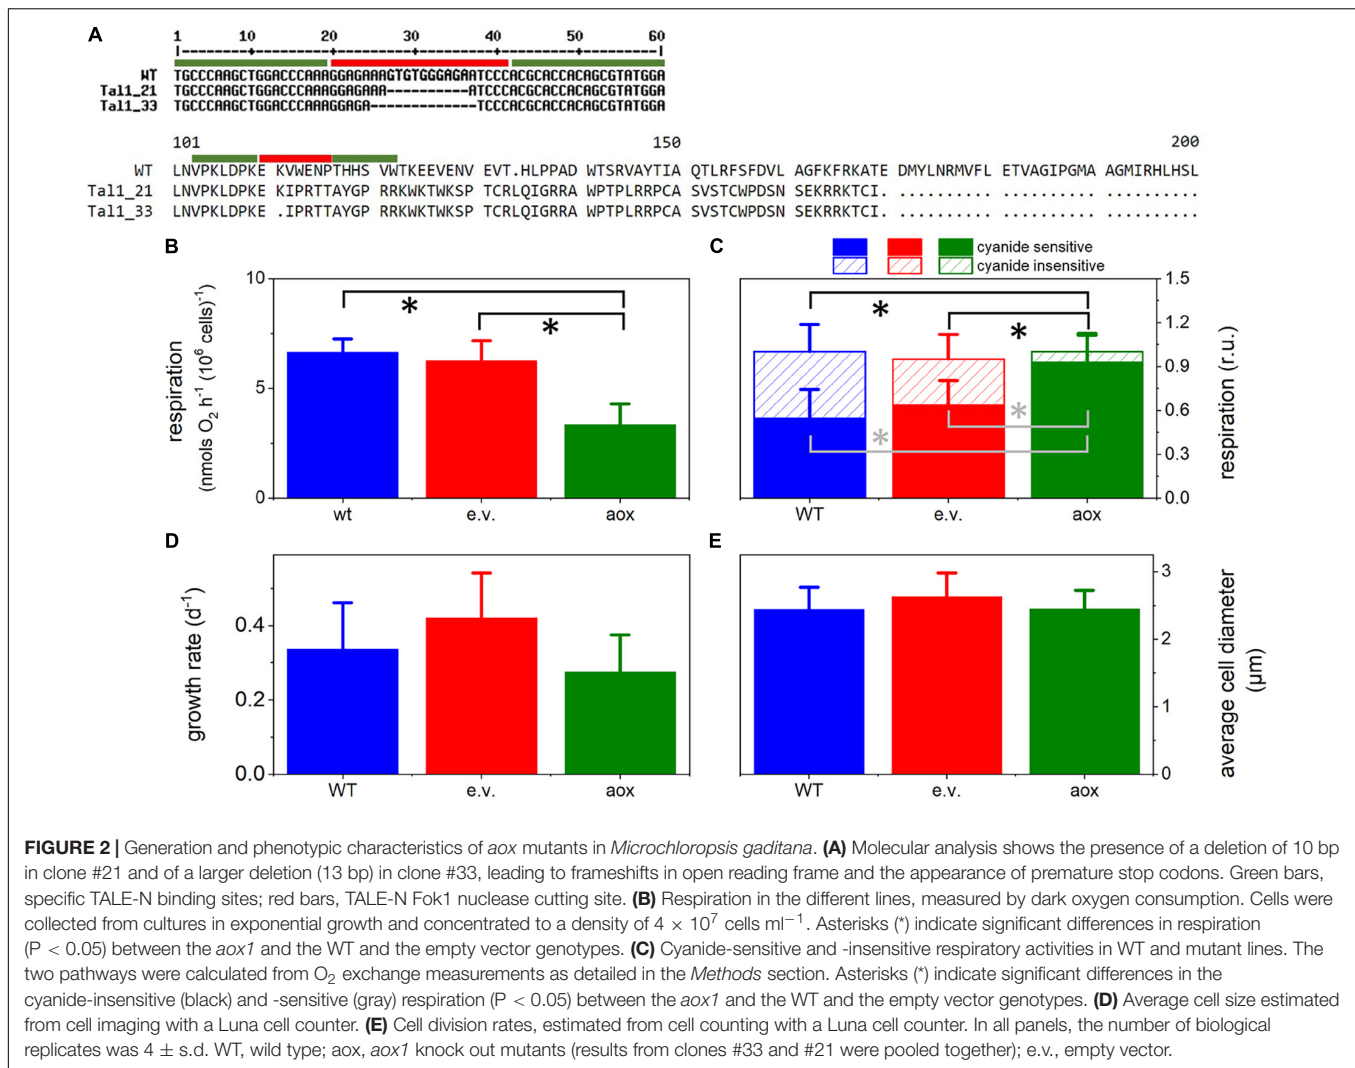 A
1 10 20 30 40 50 60
|---------+---------+---------+---------+---------+---------|
WT TGCCCAAGCTGGACCCAAAGGAGAAAGTGTGGGAGAATCCCACGCACCACAGCGTATGGA
Tal1_21 TGCCCAAGCTGGACCCAAAGGAGAAA----------ATCCCACGCACCACAGCGTATGGA
Tal1_33 TGCCCAAGCTGGACCCAAAGGAGA-------------TCCCACGCACCACAGCGTATGGA
101 150 200
WT LNVPKLDPKE KVWENPTHHS VWTKEEVENV EVT.HLPPAD WTSRVAYTIA QTLRFSFDVL AGFKFRKATE DMYLNRMVFL ETVAGIPGMA AGMIRHLHSL
Tal1_21 LNVPKLDPKE KIPRTTAYGP RRKWKTWKSP TCRLQIGRRA WPTPLRRPCA SVSTCWPDSN SEKRRKTCI. .......... .......... ..........
Tal1_33 LNVPKLDPKE .IPRTTAYGP RRKWKTWKSP TCRLQIGRRA WPTPLRRPCA SVSTCWPDSN SEKRRKTCI. .......... .......... ..........
B
respiration
(nmols O2 h-1 (10^6 cells)-1)
10
5
0
* *
wt e.v. aox
C
cyanide sensitive
cyanide insensitive
* *
* *
1.5
1.2
0.9
0.6
0.3
0.0
respiration (r.u.)
WT e.v. aox
D
growth rate (d-1)
0.4
0.2
0.0
WT e.v. aox
E
3
2
1
0
average cell diameter
(µm)
WT e.v. aox
FIGURE 2 | Generation and phenotypic characteristics of aox mutants in Microchloropsis gaditana. (A) Molecular analysis shows the presence of a deletion of 10 bp
in clone #21 and of a larger deletion (13 bp) in clone #33, leading to frameshifts in open reading frame and the appearance of premature stop codons. Green bars,
specific TALE-N binding sites; red bars, TALE-N Fok1 nuclease cutting site. (B) Respiration in the different lines, measured by dark oxygen consumption. Cells were
collected from cultures in exponential growth and concentrated to a density of 4 × 10^7 cells ml−1. Asterisks (*) indicate significant differences in respiration
(P < 0.05) between the aox1 and the WT and the empty vector genotypes. (C) Cyanide-sensitive and -insensitive respiratory activities in WT and mutant lines. The
two pathways were calculated from O2 exchange measurements as detailed in the Methods section. Asterisks (*) indicate significant differences in the
cyanide-insensitive (black) and -sensitive (gray) respiration (P < 0.05) between the aox1 and the WT and the empty vector genotypes. (D) Average cell size estimated
from cell imaging with a Luna cell counter. (E) Cell division rates, estimated from cell counting with a Luna cell counter. In all panels, the number of biological
replicates was 4 ± s.d. WT, wild type; aox, aox1 knock out mutants (results from clones #33 and #21 were pooled together); e.v., empty vector.